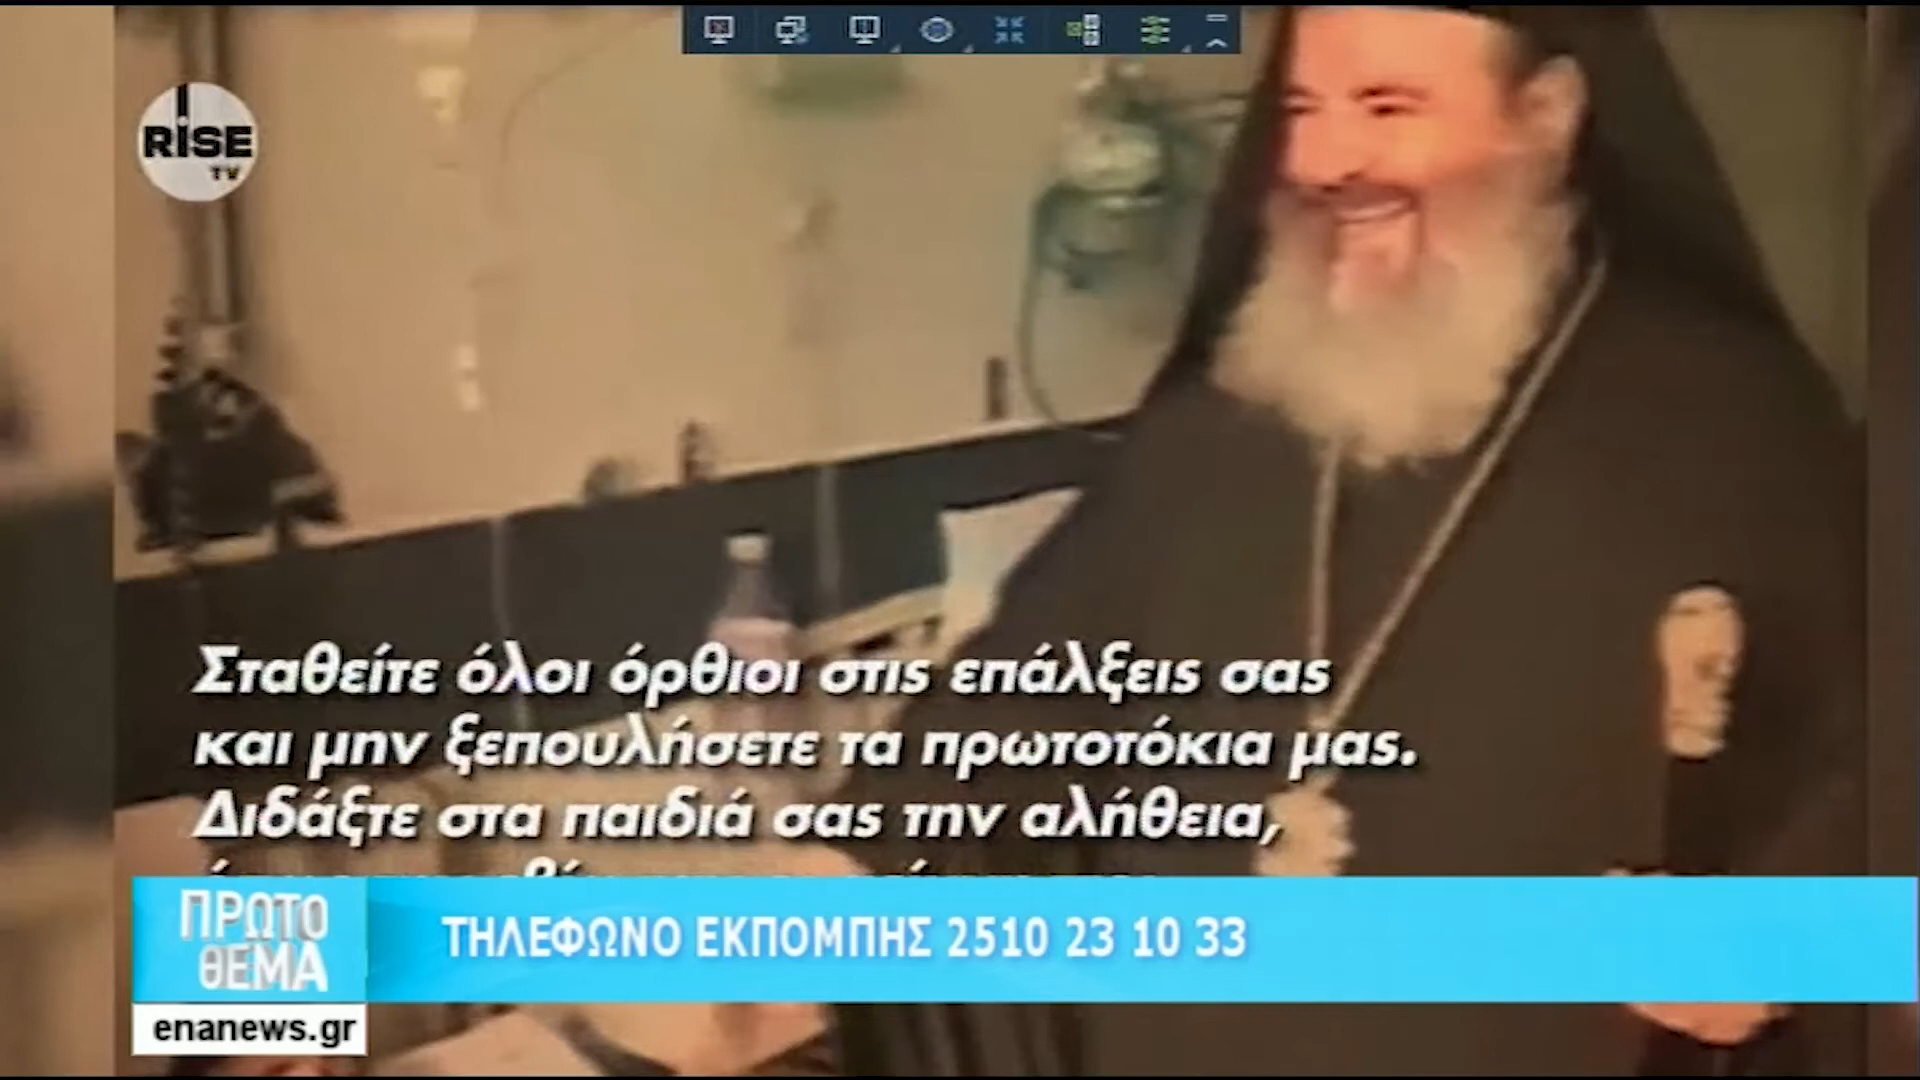 RiSE
TV
Σταθείτε όλοι όρθιοι στις επάλξεις σας
και μην ξεπουλήσετε τα πρωτοτόκια μας.
Διδάξτε στα παιδιά σας την αλήθεια,
ΠΡΩΤΟ
ΘΕΜΑ
ΤΗΛΕΦΩΝΟ ΕΚΠΟΜΠΗΣ 2510 23 10 33
enanews.gr